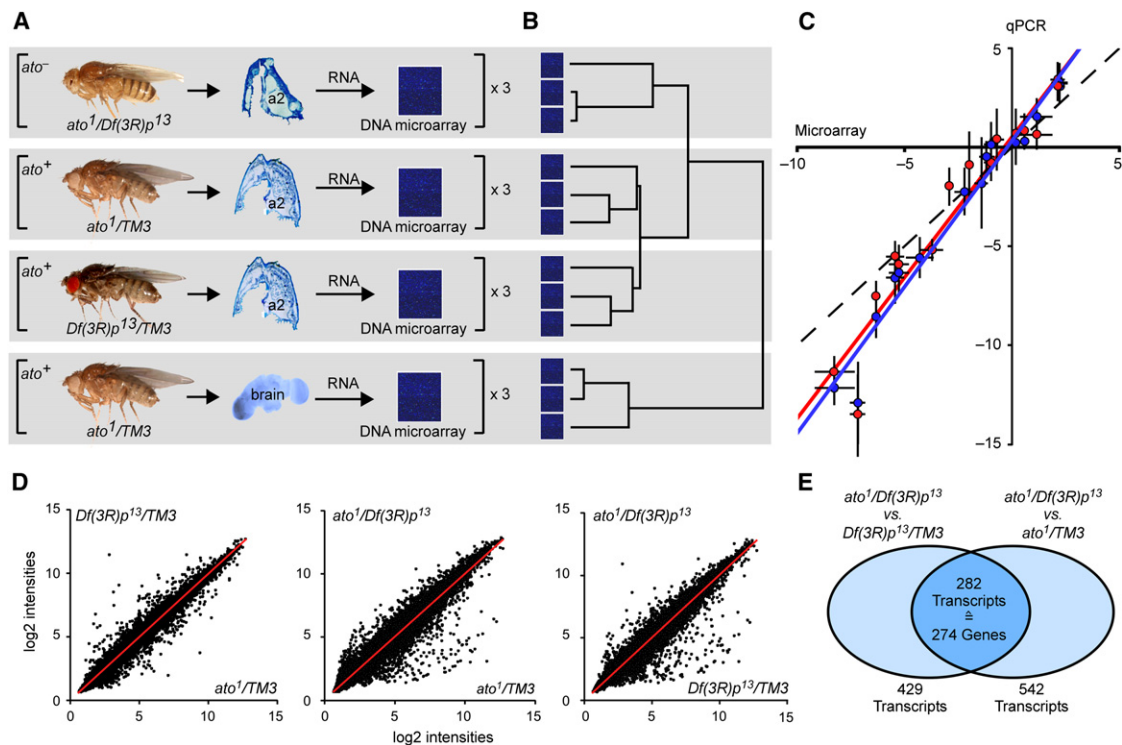 A
B
C
ato⁻
ato¹/Df(3R)p¹³
a2
RNA
DNA microarray
x 3
ato⁺
ato¹/TM3
a2
RNA
DNA microarray
x 3
ato⁺
Df(3R)p¹³/TM3
a2
RNA
DNA microarray
x 3
ato⁺
ato¹/TM3
brain
RNA
DNA microarray
x 3
qPCR
5
Microarray
−10
−5
5
−5
−10
−15
D
log2 intensities
15
10
5
0
Df(3R)p¹³/TM3
ato¹/TM3
0
5
10
15
15
10
5
0
ato¹/Df(3R)p¹³
ato¹/TM3
0
5
10
15
15
10
5
0
ato¹/Df(3R)p¹³
Df(3R)p¹³/TM3
0
5
10
15
log2 intensities
E
ato¹/Df(3R)p¹³
vs.
Df(3R)p¹³/TM3
ato¹/Df(3R)p¹³
vs.
ato¹/TM3
282
Transcripts
≙
274 Genes
429
Transcripts
542
Transcripts